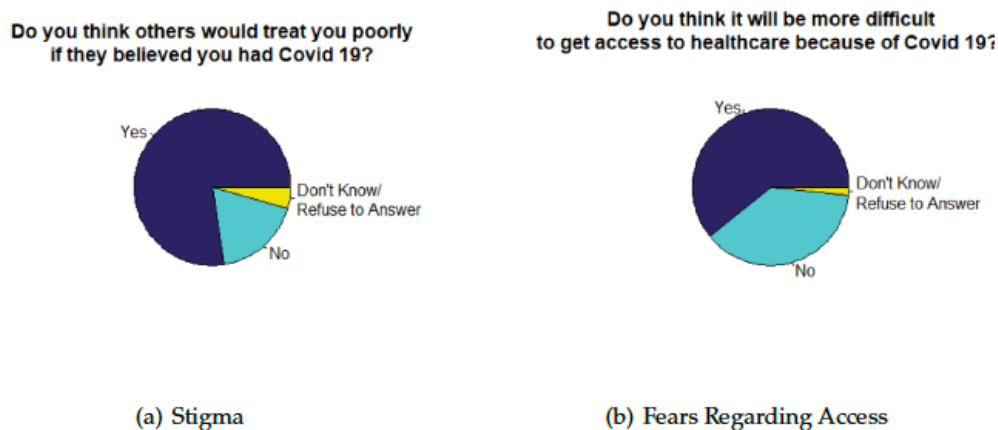 Do you think others would treat you poorly
if they believed you had Covid 19?
Yes
Don't Know/
Refuse to Answer
No
(a) Stigma
Do you think it will be more difficult
to get access to healthcare because of Covid 19?
Yes
Don't Know/
Refuse to Answer
No
(b) Fears Regarding Access